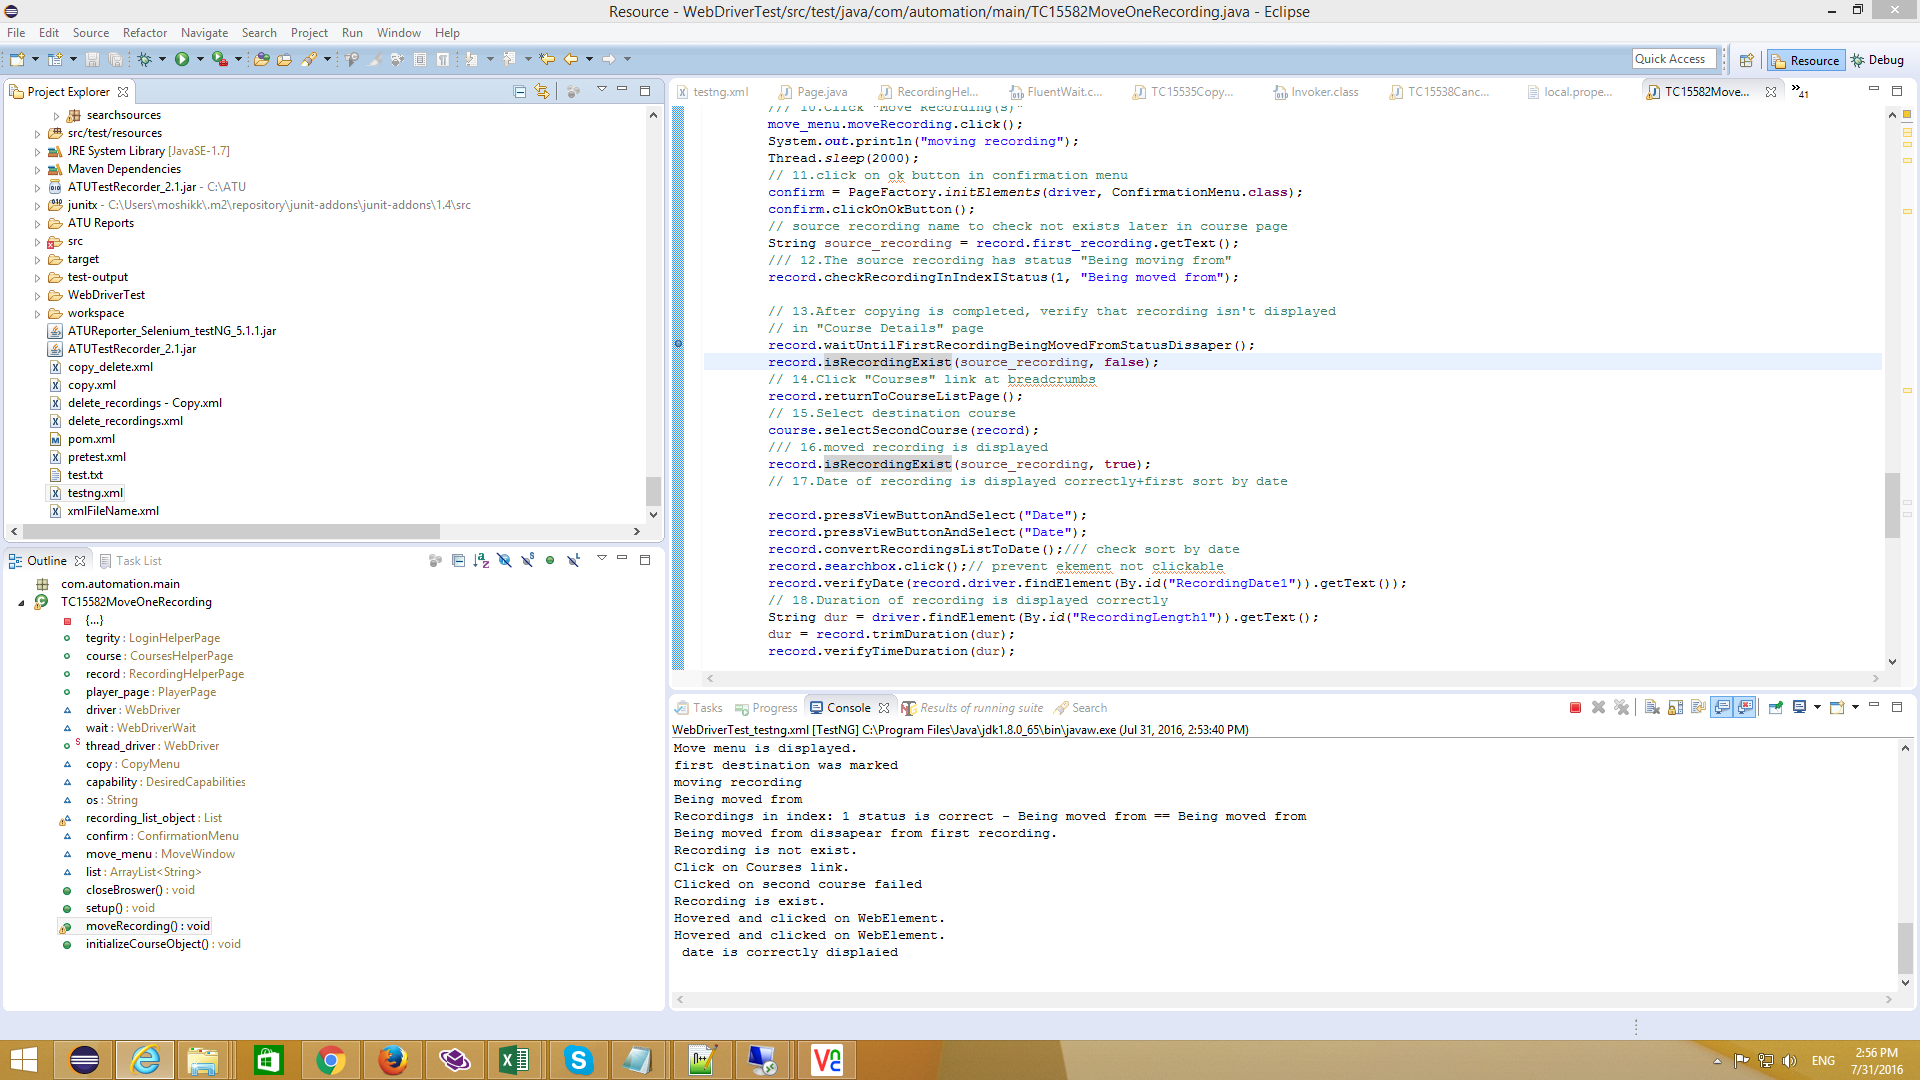 Resource - WebDriverTest/src/test/java/com/automation/main/TC15582MoveOneRecording.java - Eclipse
File Edit Source Refactor Navigate Search Project Run Window Help
Quick Access Resource Debug
Project Explorer
searchsources
src/test/resources
JRE System Library [JavaSE-1.7]
Maven Dependencies
ATUTestRecorder_2.1.jar - C:\ATU
junitx - C:\Users\moshikk\.m2\repository\junit-addons\junit-addons\1.4\src
ATU Reports
src
target
test-output
WebDriverTest
workspace
ATUReporter_Selenium_testNG_5.1.1.jar
ATUTestRecorder_2.1.jar
copy_delete.xml
copy.xml
delete_recordings - Copy.xml
delete_recordings.xml
pom.xml
pretest.xml
test.txt
testng.xml
xmlFileName.xml
Outline Task List
com.automation.main
TC15582MoveOneRecording
{...}
tegrity : LoginHelperPage
course : CoursesHelperPage
record : RecordingHelperPage
player_page : PlayerPage
driver : WebDriver
wait : WebDriverWait
thread_driver : WebDriver
copy : CopyMenu
capability : DesiredCapabilities
os : String
recording_list_object : List
confirm : ConfirmationMenu
move_menu : MoveWindow
list : ArrayList<String>
closeBroswer() : void
setup() : void
moveRecording() : void
initializeCourseObject() : void
testng.xml Page.java RecordingHel... FluentWait.c... TC15535Copy... Invoker.class TC15538Canc... local.prope... TC15582Move... »41
/// 10.Click "Move Recording(s)"
move_menu.moveRecording.click();
System.out.println("moving recording");
Thread.sleep(2000);
// 11.click on ok button in confirmation menu
confirm = PageFactory.initElements(driver, ConfirmationMenu.class);
confirm.clickOnOkButton();
// source recording name to check not exists later in course page
String source_recording = record.first_recording.getText();
/// 12.The source recording has status "Being moving from"
record.checkRecordingInIndexIStatus(1, "Being moved from");
// 13.After copying is completed, verify that recording isn't displayed
// in "Course Details" page
record.waitUntilFirstRecordingBeingMovedFromStatusDissaper();
record.isRecordingExist(source_recording, false);
// 14.Click "Courses" link at breadcrumbs
record.returnToCourseListPage();
// 15.Select destination course
course.selectSecondCourse(record);
/// 16.moved recording is displayed
record.isRecordingExist(source_recording, true);
// 17.Date of recording is displayed correctly+first sort by date
record.pressViewButtonAndSelect("Date");
record.pressViewButtonAndSelect("Date");
record.convertRecordingsListToDate();/// check sort by date
record.searchbox.click();// prevent ekement not clickable
record.verifyDate(record.driver.findElement(By.id("RecordingDate1")).getText());
// 18.Duration of recording is displayed correctly
String dur = driver.findElement(By.id("RecordingLength1")).getText();
dur = record.trimDuration(dur);
record.verifyTimeDuration(dur);
Tasks Progress Console Results of running suite Search
WebDriverTest_testng.xml [TestNG] C:\Program Files\Java\jdk1.8.0_65\bin\javaw.exe (Jul 31, 2016, 2:53:40 PM)
Move menu is displayed.
first destination was marked
moving recording
Being moved from
Recordings in index: 1 status is correct - Being moved from == Being moved from
Being moved from dissapear from first recording.
Recording is not exist.
Click on Courses link.
Clicked on second course failed
Recording is exist.
Hovered and clicked on WebElement.
Hovered and clicked on WebElement.
date is correctly displaied
ENG
2:56 PM
7/31/2016